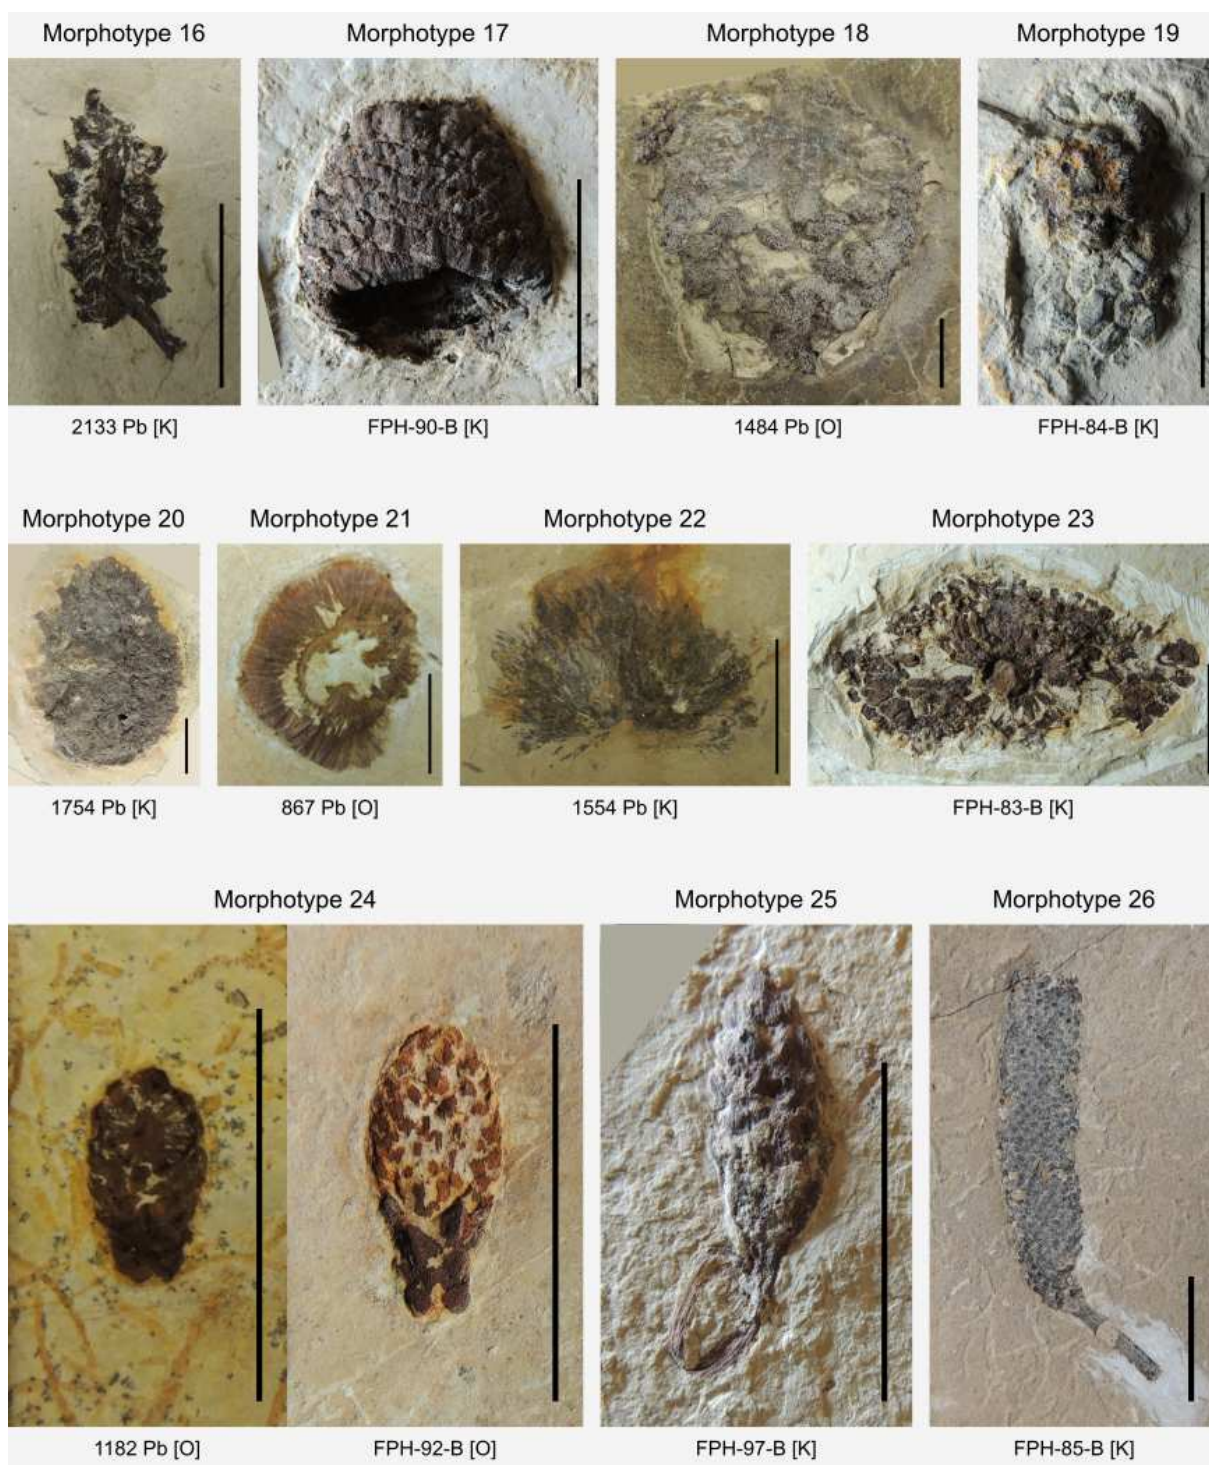 Morphotype 16 Morphotype 17 Morphotype 18 Morphotype 19
2133 Pb [K] FPH-90-B [K] 1484 Pb [O] FPH-84-B [K]
Morphotype 20 Morphotype 21 Morphotype 22 Morphotype 23
1754 Pb [K] 867 Pb [O] 1554 Pb [K] FPH-83-B [K]
Morphotype 24 Morphotype 25 Morphotype 26
1182 Pb [O] FPH-92-B [O] FPH-97-B [K] FPH-85-B [K]